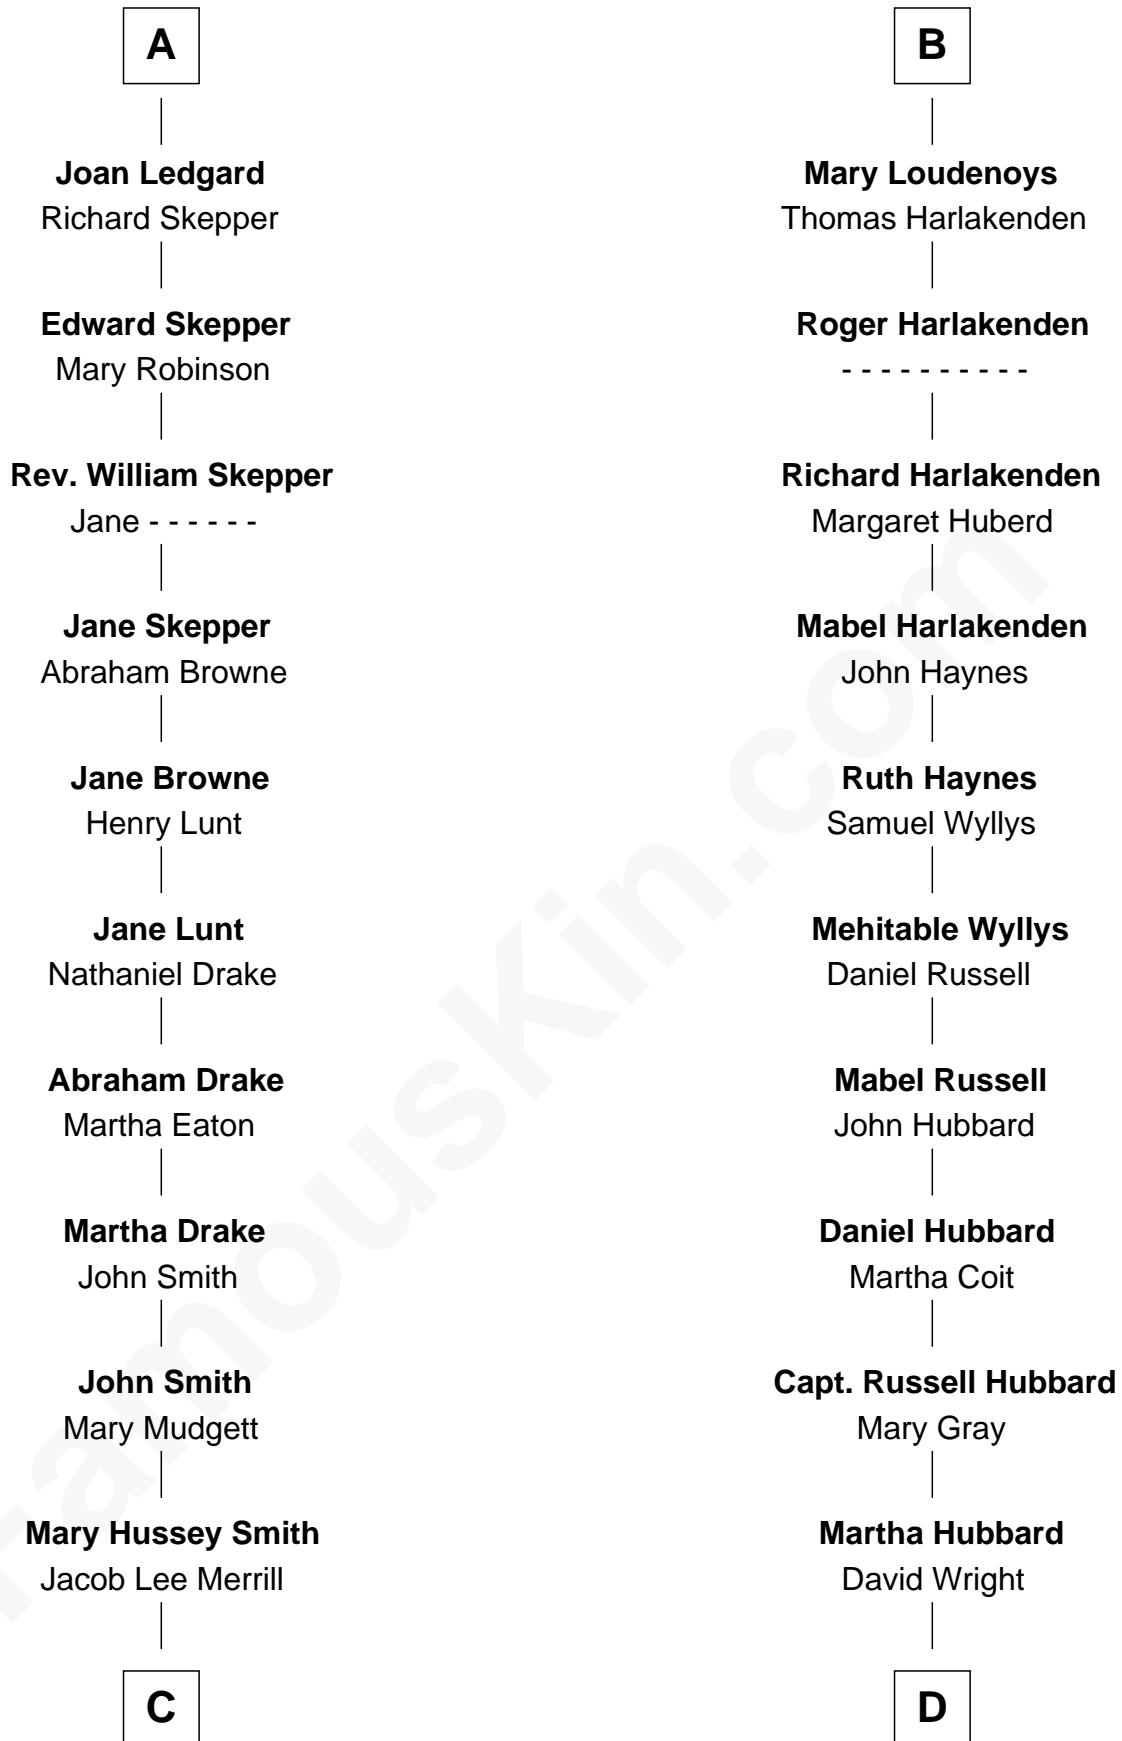 A
Joan Ledgard
Richard Skepper
Edward Skepper
Mary Robinson
Rev. William Skepper
Jane - - - - - -
Jane Skepper
Abraham Browne
Jane Browne
Henry Lunt
Jane Lunt
Nathaniel Drake
Abraham Drake
Martha Eaton
Martha Drake
John Smith
John Smith
Mary Mudgett
Mary Hussey Smith
Jacob Lee Merrill
C
B
Mary Loudenoys
Thomas Harlakenden
Roger Harlakenden
- - - - - - - - - -
Richard Harlakenden
Margaret Huberd
Mabel Harlakenden
John Haynes
Ruth Haynes
Samuel Wyllys
Mehitable Wyllys
Daniel Russell
Mabel Russell
John Hubbard
Daniel Hubbard
Martha Coit
Capt. Russell Hubbard
Mary Gray
Martha Hubbard
David Wright
D
FamousKin.com